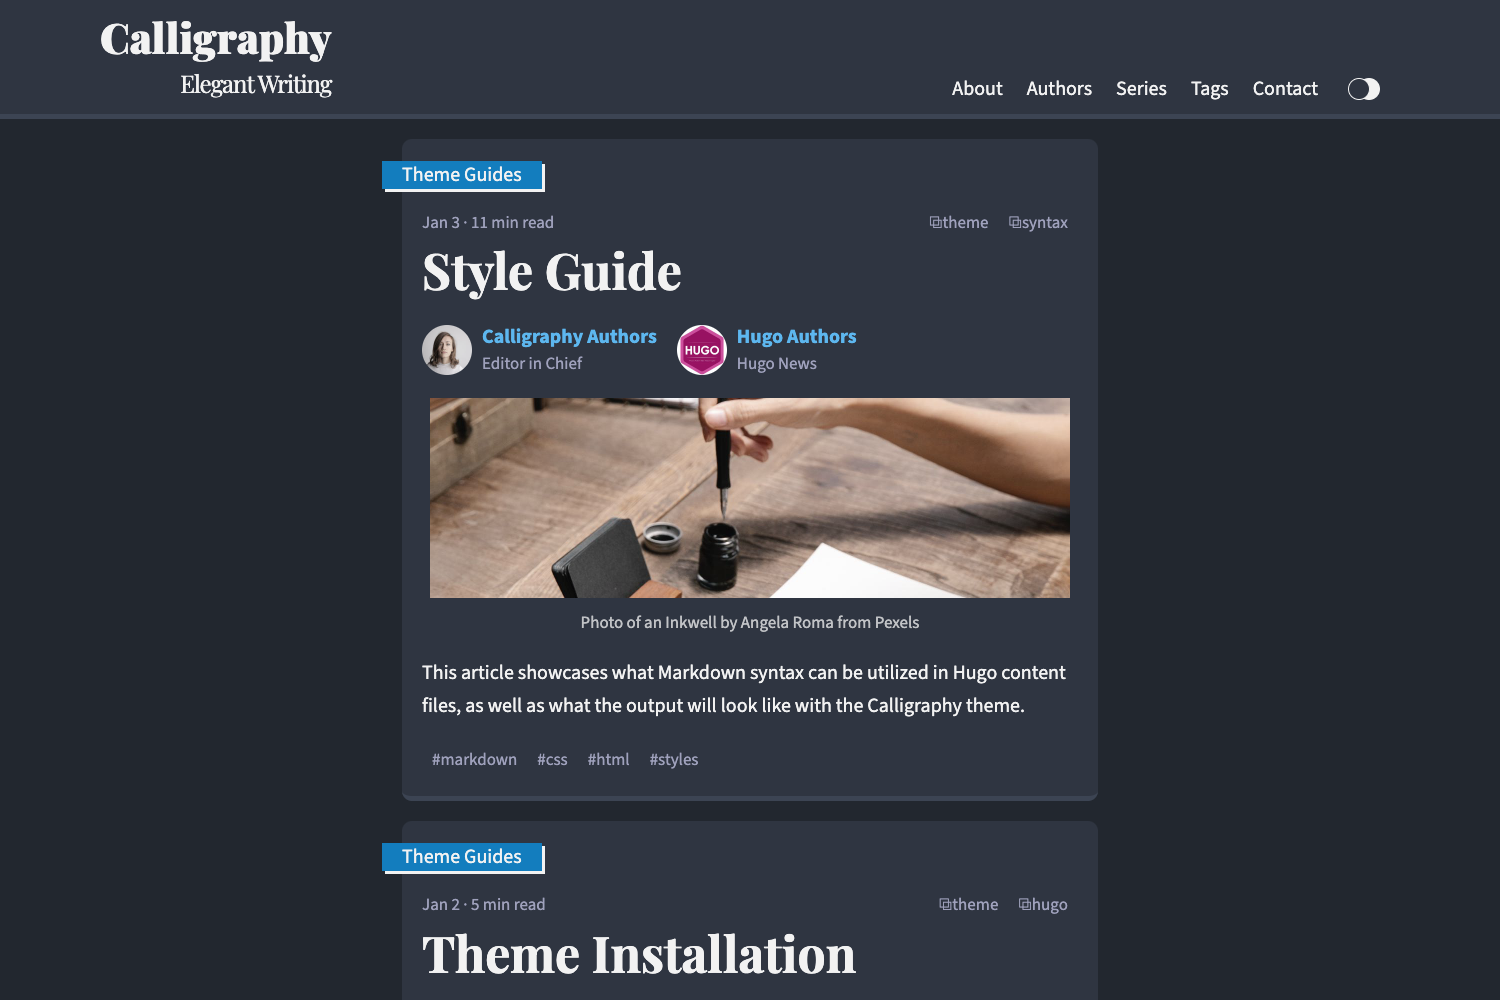 Calligraphy
Elegant Writing
About Authors Series Tags Contact
Theme Guides
Jan 3 · 11 min read theme syntax
Style Guide
Calligraphy Authors
Editor in Chief
HUGO
Hugo Authors
Hugo News
Photo of an Inkwell by Angela Roma from Pexels
This article showcases what Markdown syntax can be utilized in Hugo content
files, as well as what the output will look like with the Calligraphy theme.
#markdown #css #html #styles
Theme Guides
Jan 2 · 5 min read theme hugo
Theme Installation